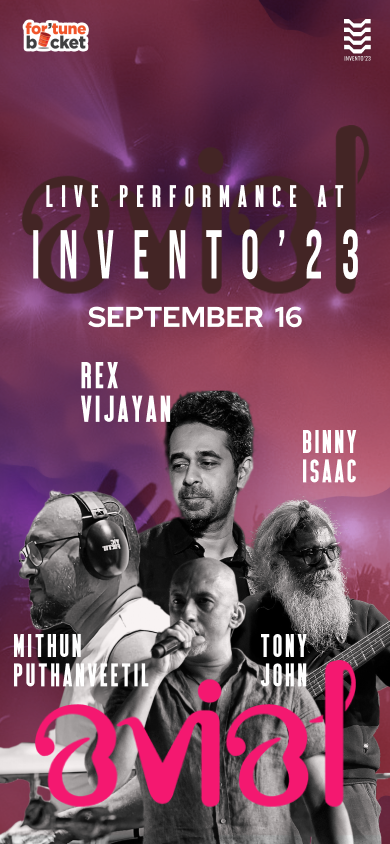 for'tune
bucket
INVENTO'23
LIVE PERFORMANCE AT
INVENTO'23
SEPTEMBER 16
REX
VIJAYAN
BINNY
ISAAC
MITHUN
PUTHANVEETIL
TONY
JOHN
avial
avial